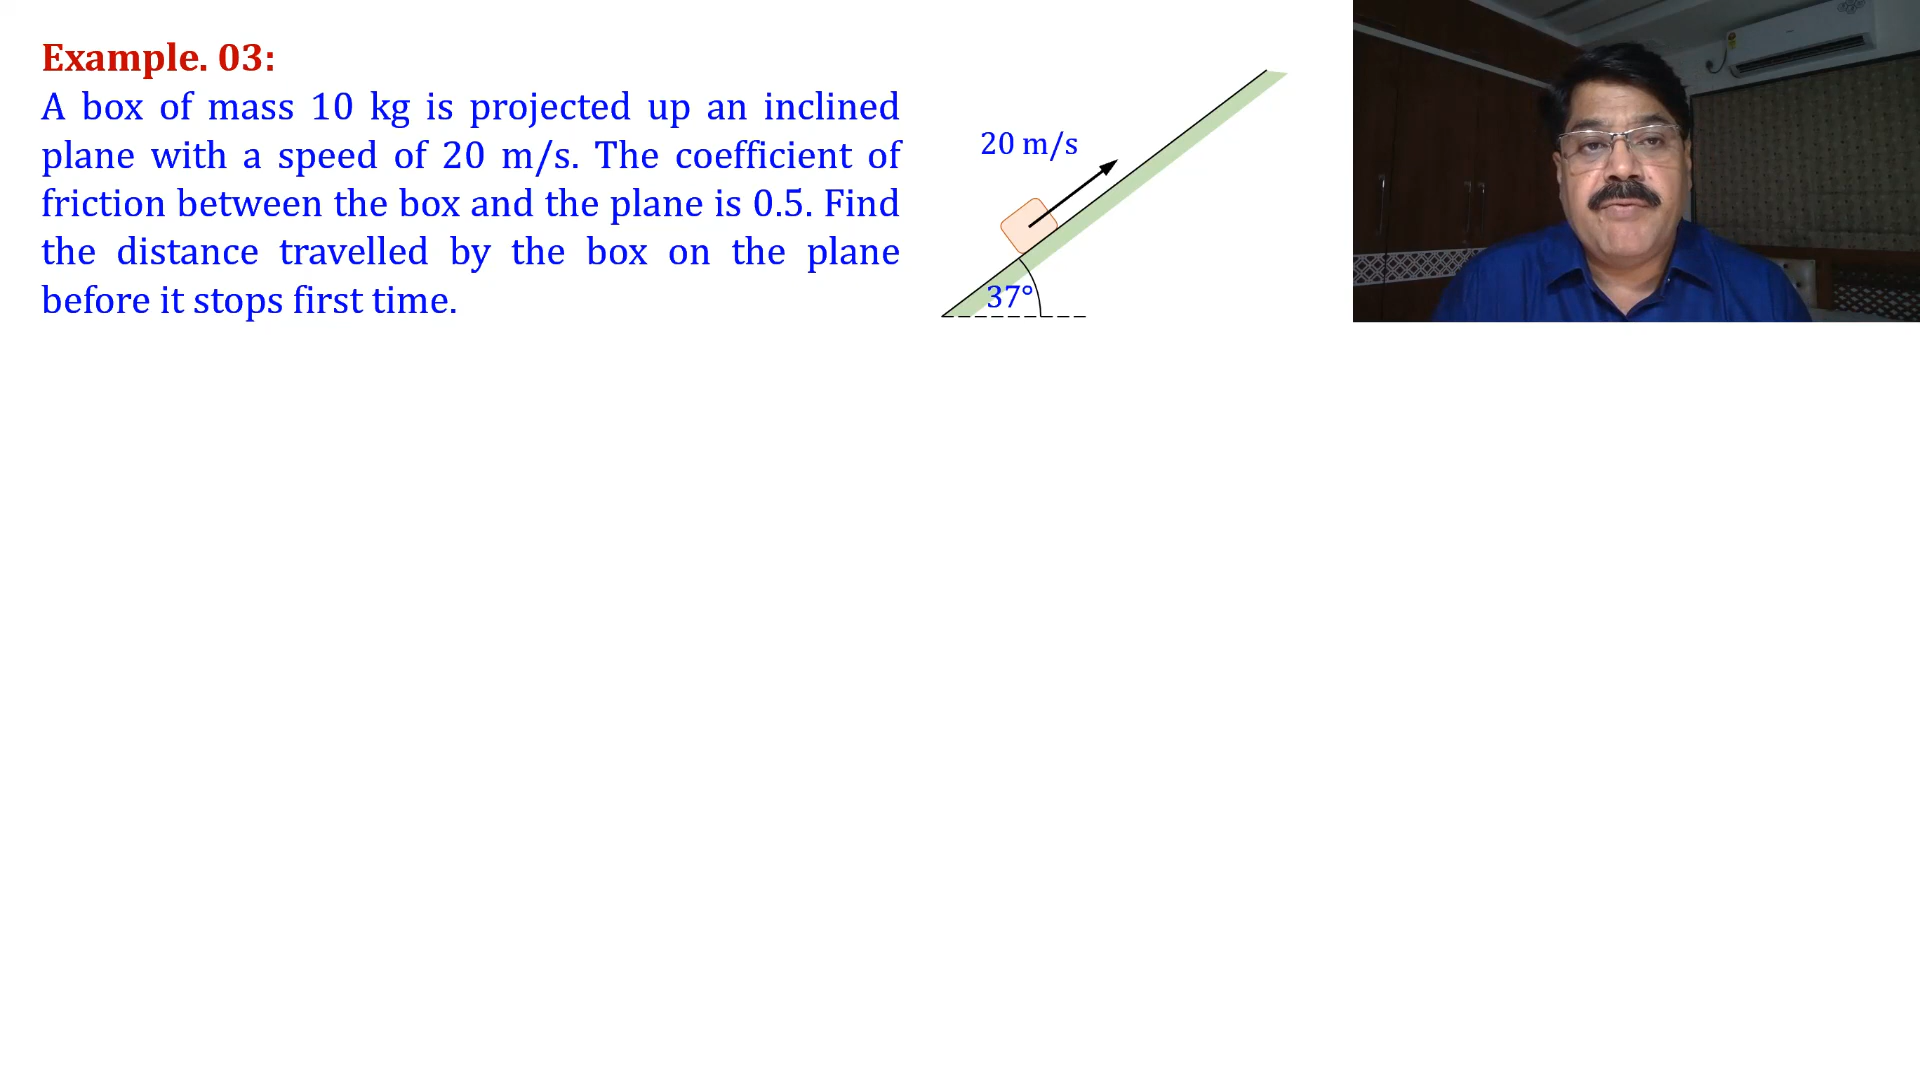 Example. 03:
A box of mass 10 kg is projected up an inclined
plane with a speed of 20 m/s. The coefficient of
friction between the box and the plane is 0.5. Find
the distance travelled by the box on the plane
before it stops first time.
20 m/s
37°